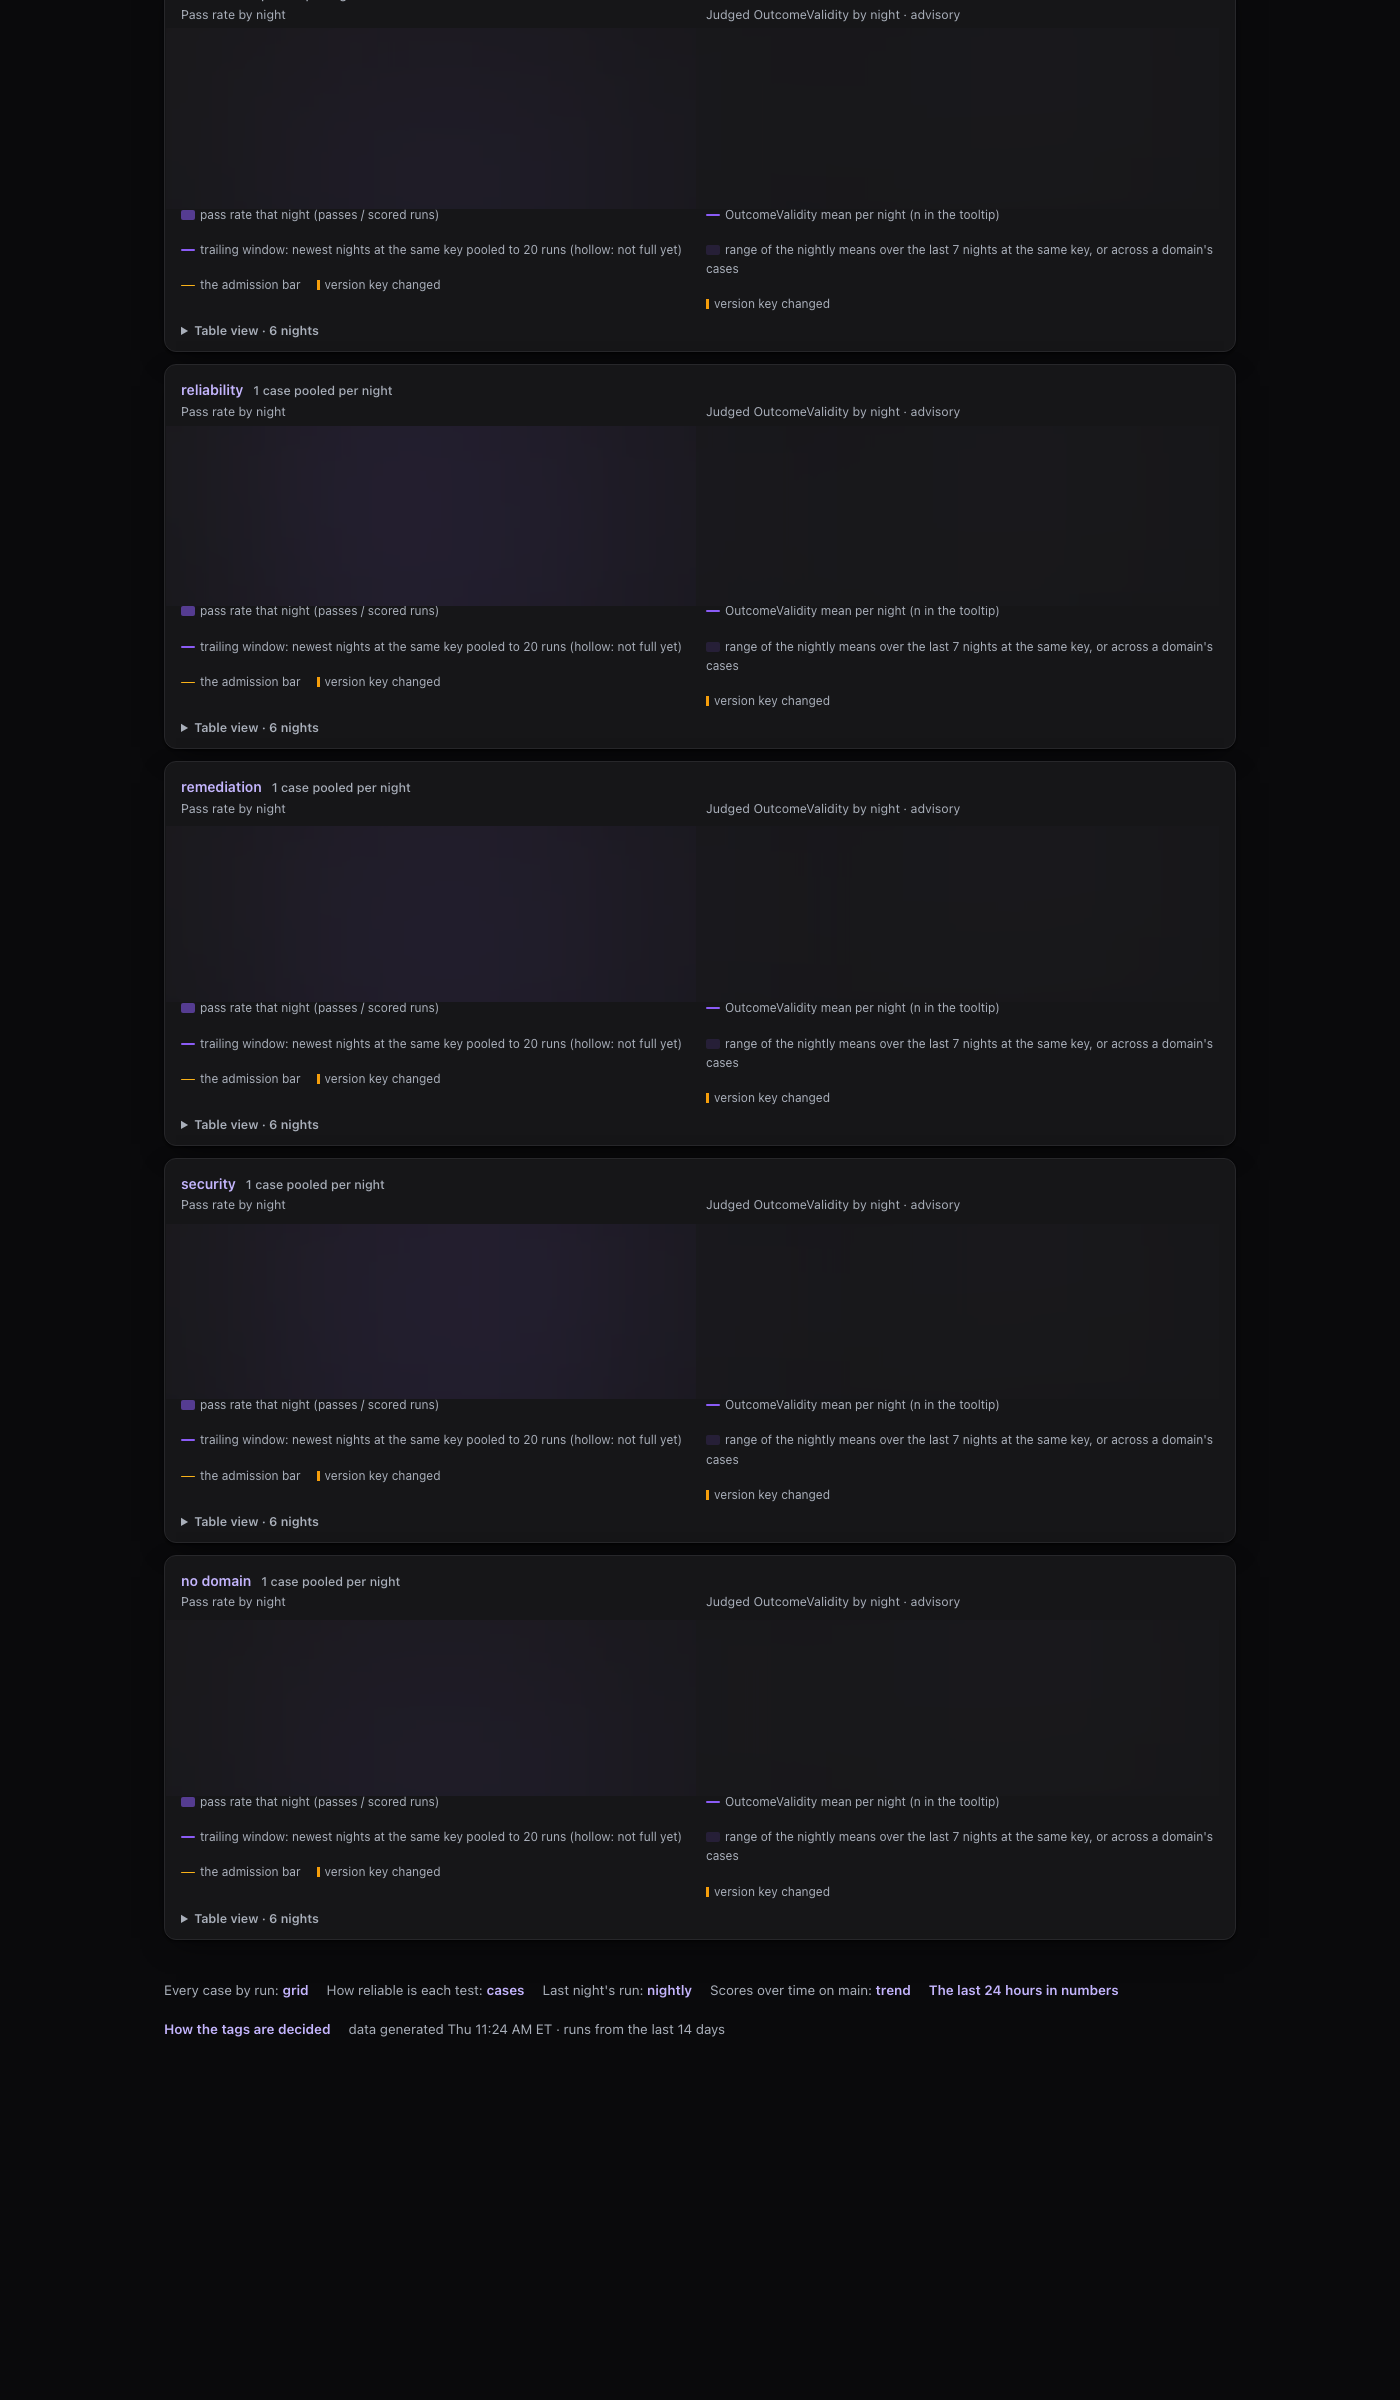 Pass rate by night
Judged OutcomeValidity by night · advisory
pass rate that night (passes / scored runs)
trailing window: newest nights at the same key pooled to 20 runs (hollow: not full yet)
the admission bar version key changed
OutcomeValidity mean per night (n in the tooltip)
range of the nightly means over the last 7 nights at the same key, or across a domain's
cases
version key changed
Table view · 6 nights
reliability 1 case pooled per night
Pass rate by night
Judged OutcomeValidity by night · advisory
pass rate that night (passes / scored runs)
trailing window: newest nights at the same key pooled to 20 runs (hollow: not full yet)
the admission bar version key changed
OutcomeValidity mean per night (n in the tooltip)
range of the nightly means over the last 7 nights at the same key, or across a domain's
cases
version key changed
Table view · 6 nights
remediation 1 case pooled per night
Pass rate by night
Judged OutcomeValidity by night · advisory
pass rate that night (passes / scored runs)
trailing window: newest nights at the same key pooled to 20 runs (hollow: not full yet)
the admission bar version key changed
OutcomeValidity mean per night (n in the tooltip)
range of the nightly means over the last 7 nights at the same key, or across a domain's
cases
version key changed
Table view · 6 nights
security 1 case pooled per night
Pass rate by night
Judged OutcomeValidity by night · advisory
pass rate that night (passes / scored runs)
trailing window: newest nights at the same key pooled to 20 runs (hollow: not full yet)
the admission bar version key changed
OutcomeValidity mean per night (n in the tooltip)
range of the nightly means over the last 7 nights at the same key, or across a domain's
cases
version key changed
Table view · 6 nights
no domain 1 case pooled per night
Pass rate by night
Judged OutcomeValidity by night · advisory
pass rate that night (passes / scored runs)
trailing window: newest nights at the same key pooled to 20 runs (hollow: not full yet)
the admission bar version key changed
OutcomeValidity mean per night (n in the tooltip)
range of the nightly means over the last 7 nights at the same key, or across a domain's
cases
version key changed
Table view · 6 nights
Every case by run: grid How reliable is each test: cases Last night's run: nightly Scores over time on main: trend The last 24 hours in numbers
How the tags are decided data generated Thu 11:24 AM ET · runs from the last 14 days